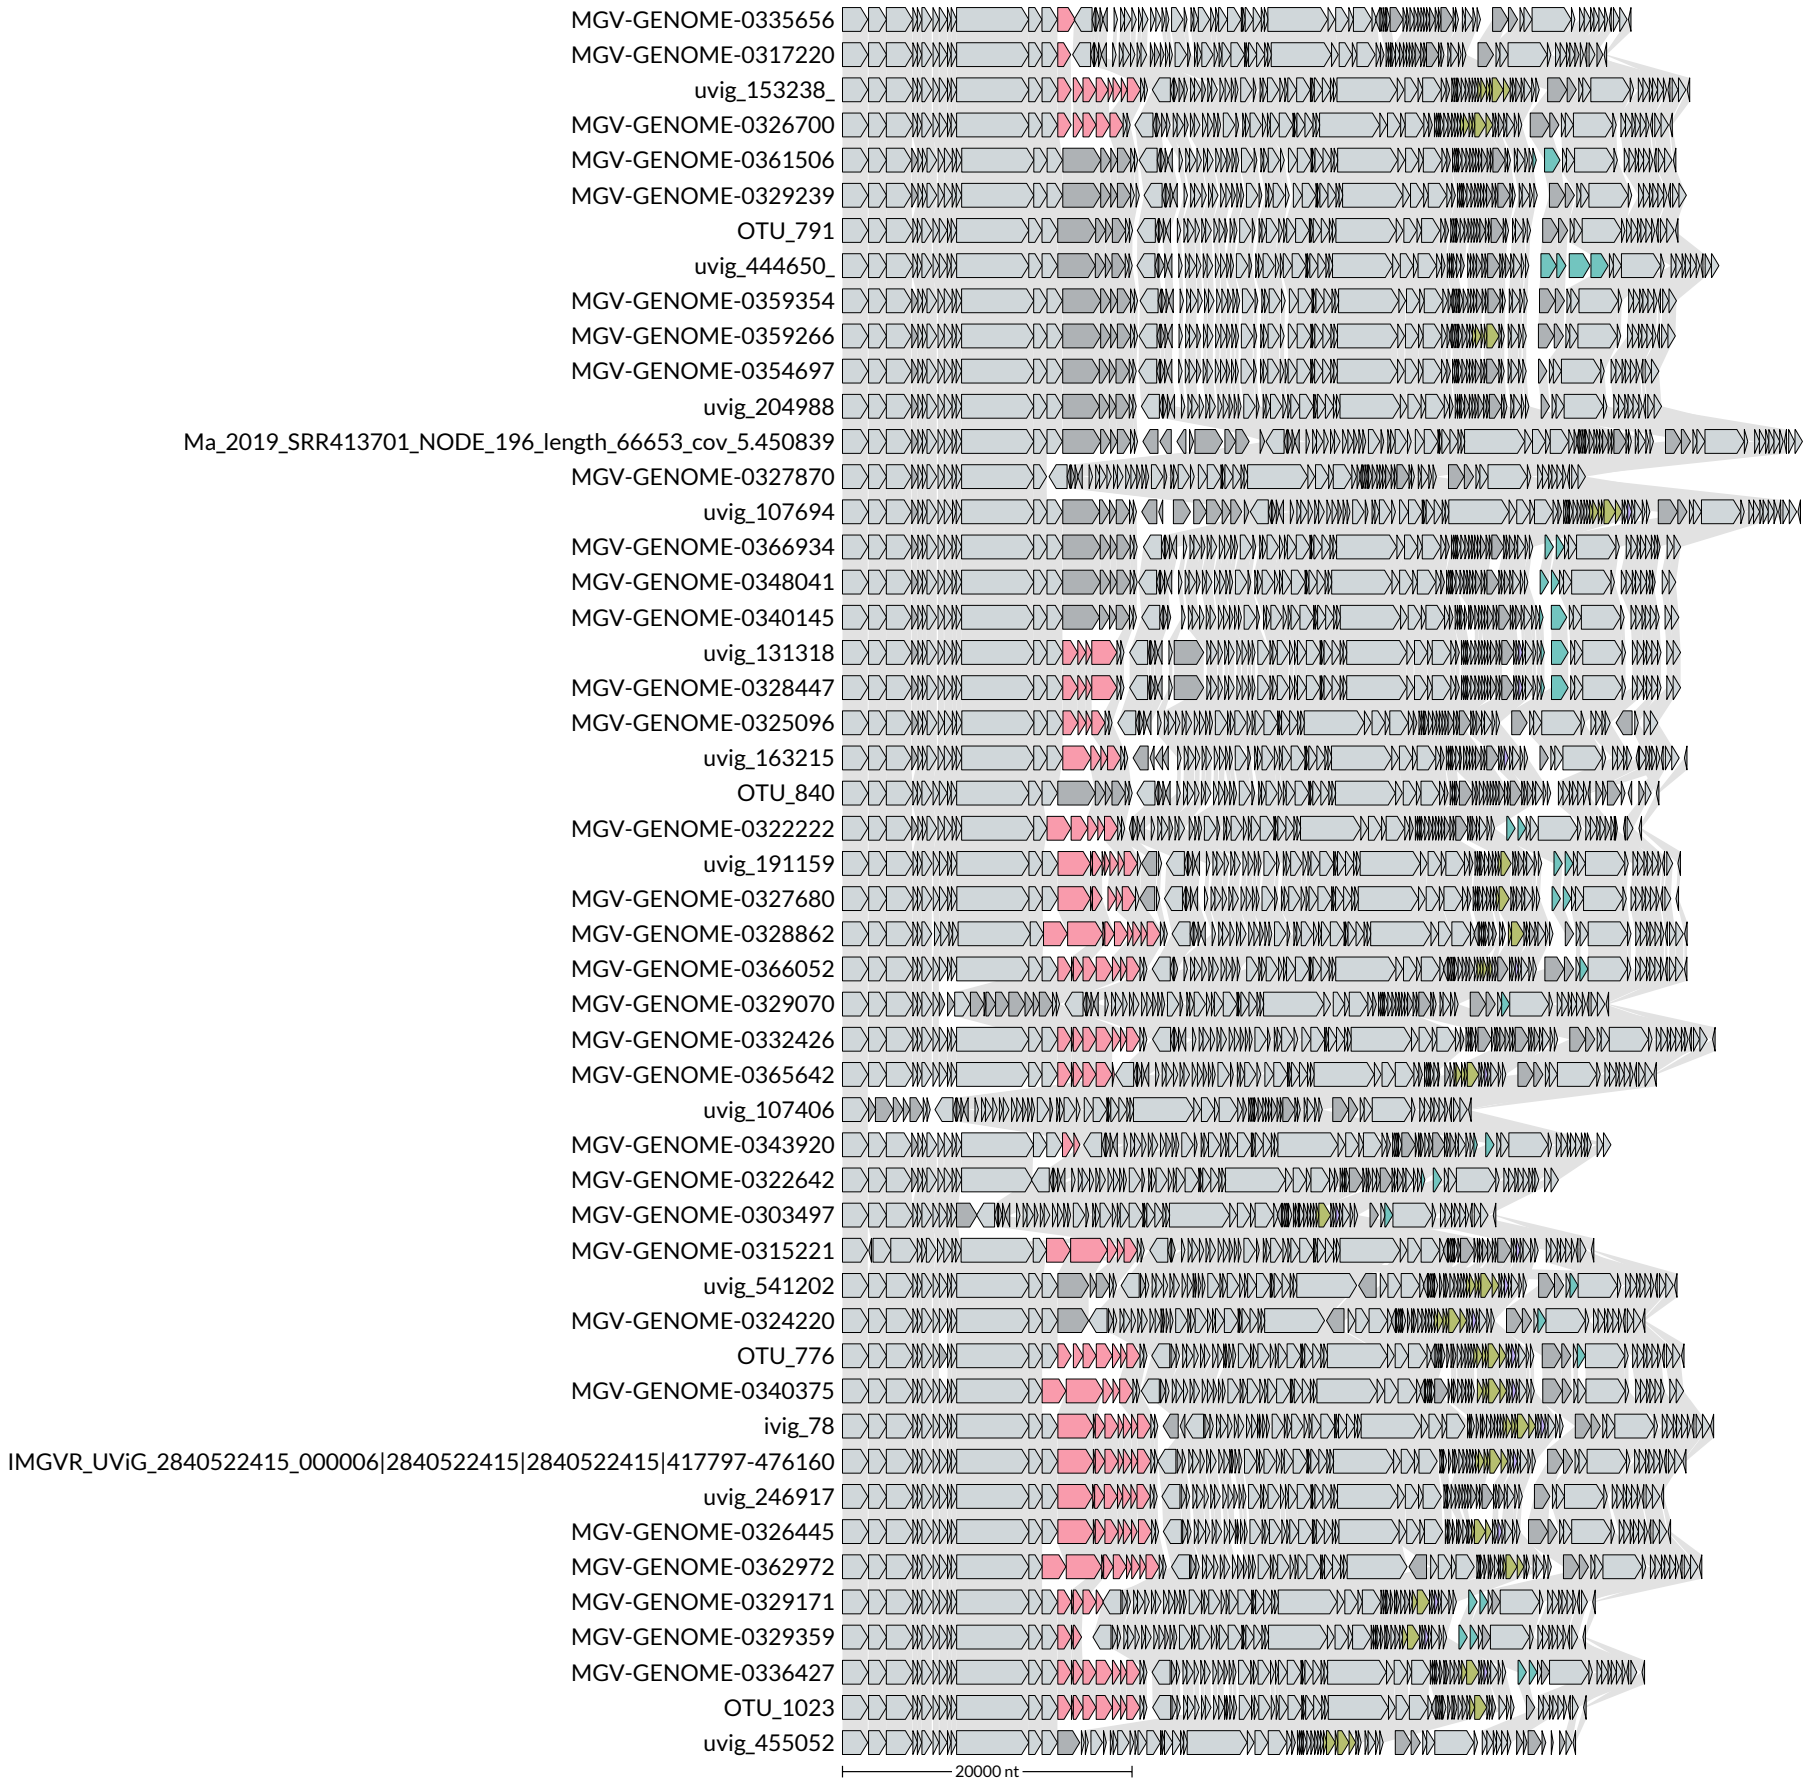 MGV-GENOME-0335656
MGV-GENOME-0317220
uvig_153238_
MGV-GENOME-0326700
MGV-GENOME-0361506
MGV-GENOME-0329239
OTU_791
uvig_444650_
MGV-GENOME-0359354
MGV-GENOME-0359266
MGV-GENOME-0354697
uvig_204988
Ma_2019_SRR413701_NODE_196_length_66653_cov_5.450839
MGV-GENOME-0327870
uvig_107694
MGV-GENOME-0366934
MGV-GENOME-0348041
MGV-GENOME-0340145
uvig_131318
MGV-GENOME-0328447
MGV-GENOME-0325096
uvig_163215
OTU_840
MGV-GENOME-0322222
uvig_191159
MGV-GENOME-0327680
MGV-GENOME-0328862
MGV-GENOME-0366052
MGV-GENOME-0329070
MGV-GENOME-0332426
MGV-GENOME-0365642
uvig_107406
MGV-GENOME-0343920
MGV-GENOME-0322642
MGV-GENOME-0303497
MGV-GENOME-0315221
uvig_541202
MGV-GENOME-0324220
OTU_776
MGV-GENOME-0340375
ivig_78
IMGVR_UViG_2840522415_000006|2840522415|2840522415|417797-476160
uvig_246917
MGV-GENOME-0326445
MGV-GENOME-0362972
MGV-GENOME-0329171
MGV-GENOME-0329359
MGV-GENOME-0336427
OTU_1023
uvig_455052
20000 nt